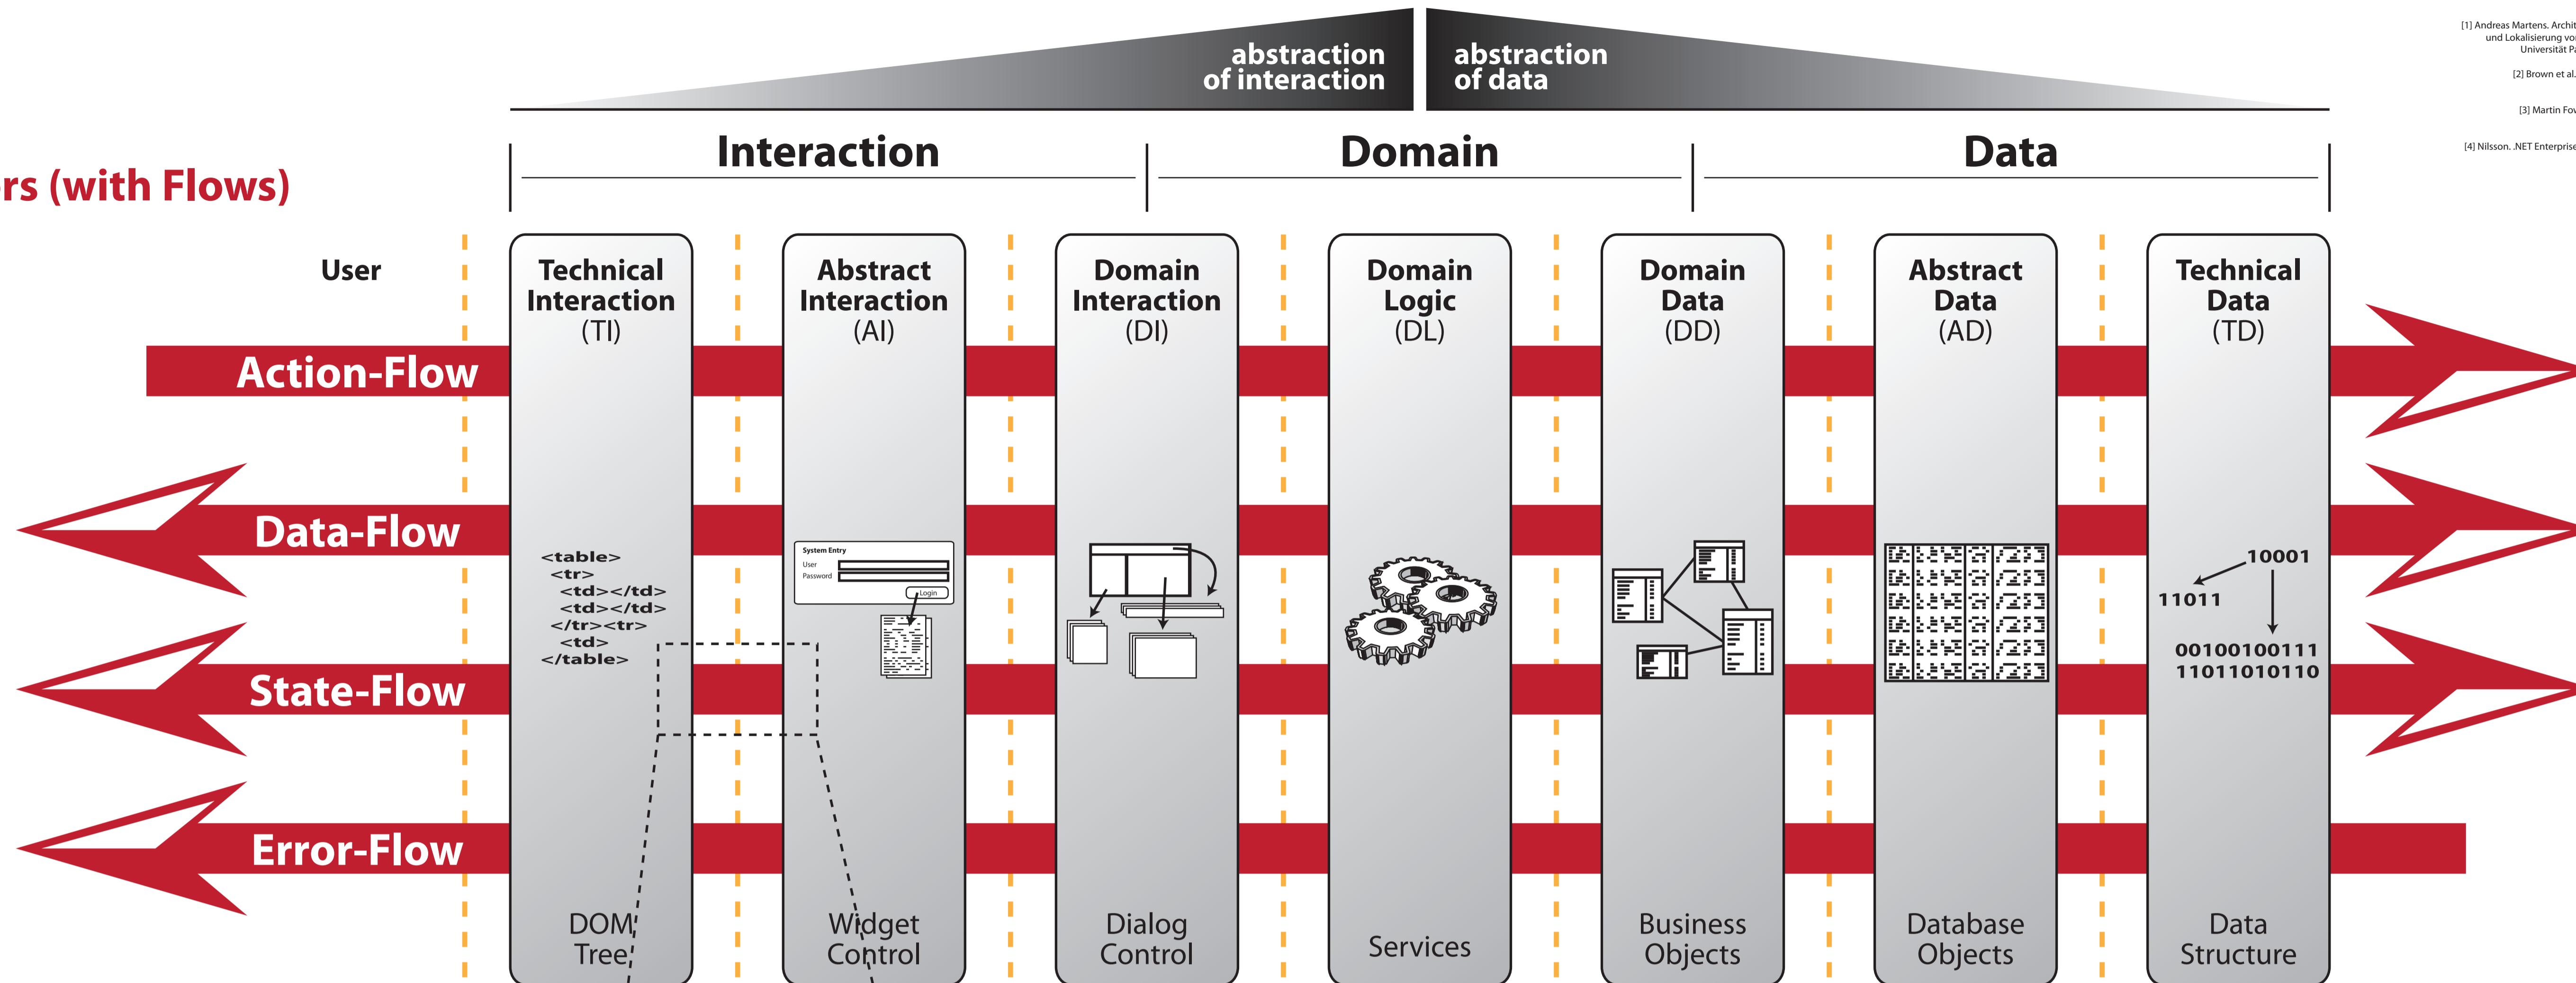 abstraction
of interaction
abstraction
of data
[1] Andreas Martens. Archit
und Lokalisierung vo
Universität Pa
[2] Brown et al.
[3] Martin Fow
[4] Nilsson. .NET Enterprise
Interaction
Domain
Data
rs (with Flows)
User
Technical
Interaction
(TI)
Abstract
Interaction
(AI)
Domain
Interaction
(DI)
Domain
Logic
(DL)
Domain
Data
(DD)
Abstract
Data
(AD)
Technical
Data
(TD)
Action-Flow
Data-Flow
State-Flow
Error-Flow
<table>
<tr>
<td></td>
<td></td>
</tr><tr>
<td>
</table>
System Entry
User
Password
Login
10001
11011
00100100111
11011010110
DOM
Tree
Widget
Control
Dialog
Control
Services
Business
Objects
Database
Objects
Data
Structure